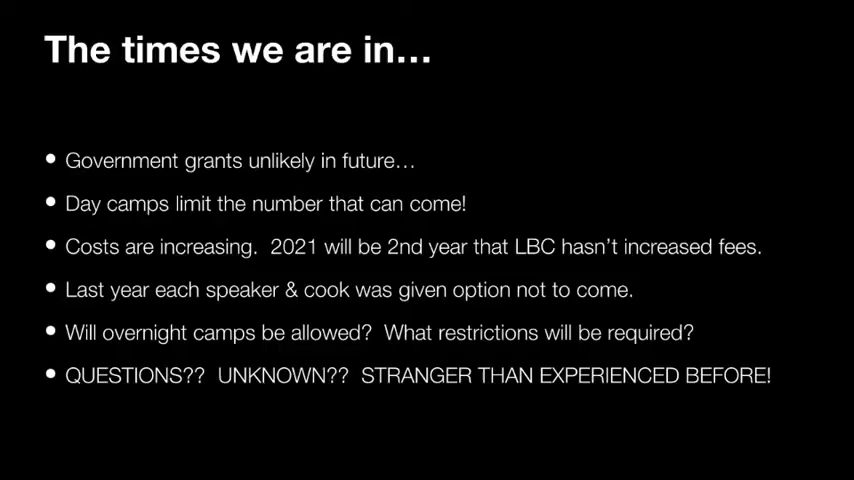 The times we are in…
• Government grants unlikely in future…
• Day camps limit the number that can come!
• Costs are increasing.  2021 will be 2nd year that LBC hasn’t increased fees.
• Last year each speaker & cook was given option not to come.
• Will overnight camps be allowed?  What restrictions will be required?
• QUESTIONS??  UNKNOWN??  STRANGER THAN EXPERIENCED BEFORE!